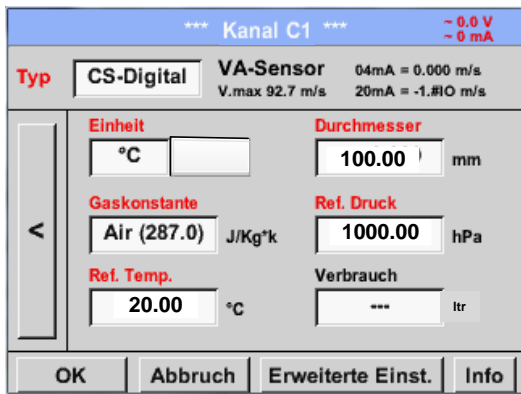 *** Kanal C1 ***
~ 0.0 V
~ 0 mA
Typ
CS-Digital
VA-Sensor
V.max 92.7 m/s
04mA = 0.000 m/s
20mA = -1.#IO m/s
Einheit
°C
Durchmesser
100.00 mm
Gaskonstante
Air (287.0) J/Kg*k
Ref. Druck
1000.00 hPa
Ref. Temp.
20.00 °C
Verbrauch
--- ltr
<
OK
Abbruch
Erweiterte Einst.
Info